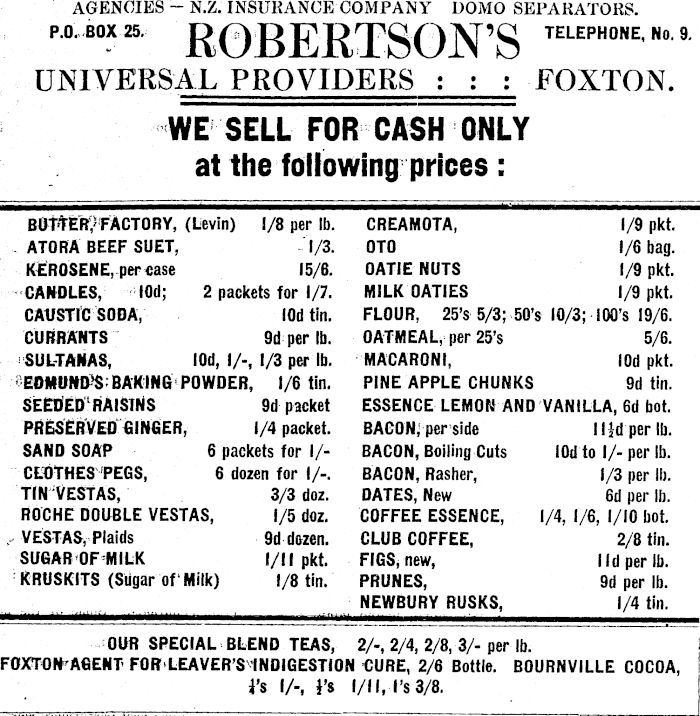 AGENCIES — N.Z. INSURANCE COMPANY DOMO SEPARATORS.
P.O. BOX 25. ROBERTSON'S TELEPHONE, No. 9.
UNIVERSAL PROVIDERS : : : FOXTON.
WE SELL FOR CASH ONLY
at the following prices :
BUTTER, FACTORY, (Levin) 1/8 per lb.
ATORA BEEF SUET, 1/3.
KEROSENE, per case 15/6.
CANDLES, 10d; 2 packets for 1/7.
CAUSTIC SODA, 10d tin.
CURRANTS 9d per lb.
SULTANAS, 10d, 1/-, 1/3 per lb.
EDMUND'S BAKING POWDER, 1/6 tin.
SEEDED RAISINS 9d packet
PRESERVED GINGER, 1/4 packet.
SAND SOAP 6 packets for 1/-
CLOTHES PEGS, 6 dozen for 1/-.
TIN VESTAS, 3/3 doz.
ROCHE DOUBLE VESTAS, 1/5 doz.
VESTAS, Plaids 9d dozen.
SUGAR OF MILK 1/11 pkt.
KRUSKITS (Sugar of Milk) 1/8 tin.
CREAMOTA, 1/9 pkt.
OTO 1/6 bag.
OATIE NUTS 1/9 pkt.
MILK OATIES 1/9 pkt.
FLOUR, 25's 5/3; 50's 10/3; 100's 19/6.
OATMEAL, per 25's 5/6.
MACARONI, 10d pkt.
PINE APPLE CHUNKS 9d tin.
ESSENCE LEMON AND VANILLA, 6d bot.
BACON, per side 11½d per lb.
BACON, Boiling Cuts 10d to 1/- per lb.
BACON, Rasher, 1/3 per lb.
DATES, New 6d per lb.
COFFEE ESSENCE, 1/4, 1/6, 1/10 bot.
CLUB COFFEE, 2/8 tin.
FIGS, new, 11d per lb.
PRUNES, 9d per lb.
NEWBURY RUSKS, 1/4 tin.
OUR SPECIAL BLEND TEAS, 2/-, 2/4, 2/8, 3/- per lb.
FOXTON AGENT FOR LEAVER'S INDIGESTION CURE, 2/6 Bottle. BOURNVILLE COCOA,
¼'s 1/-, ½'s 1/11, 1's 3/8.